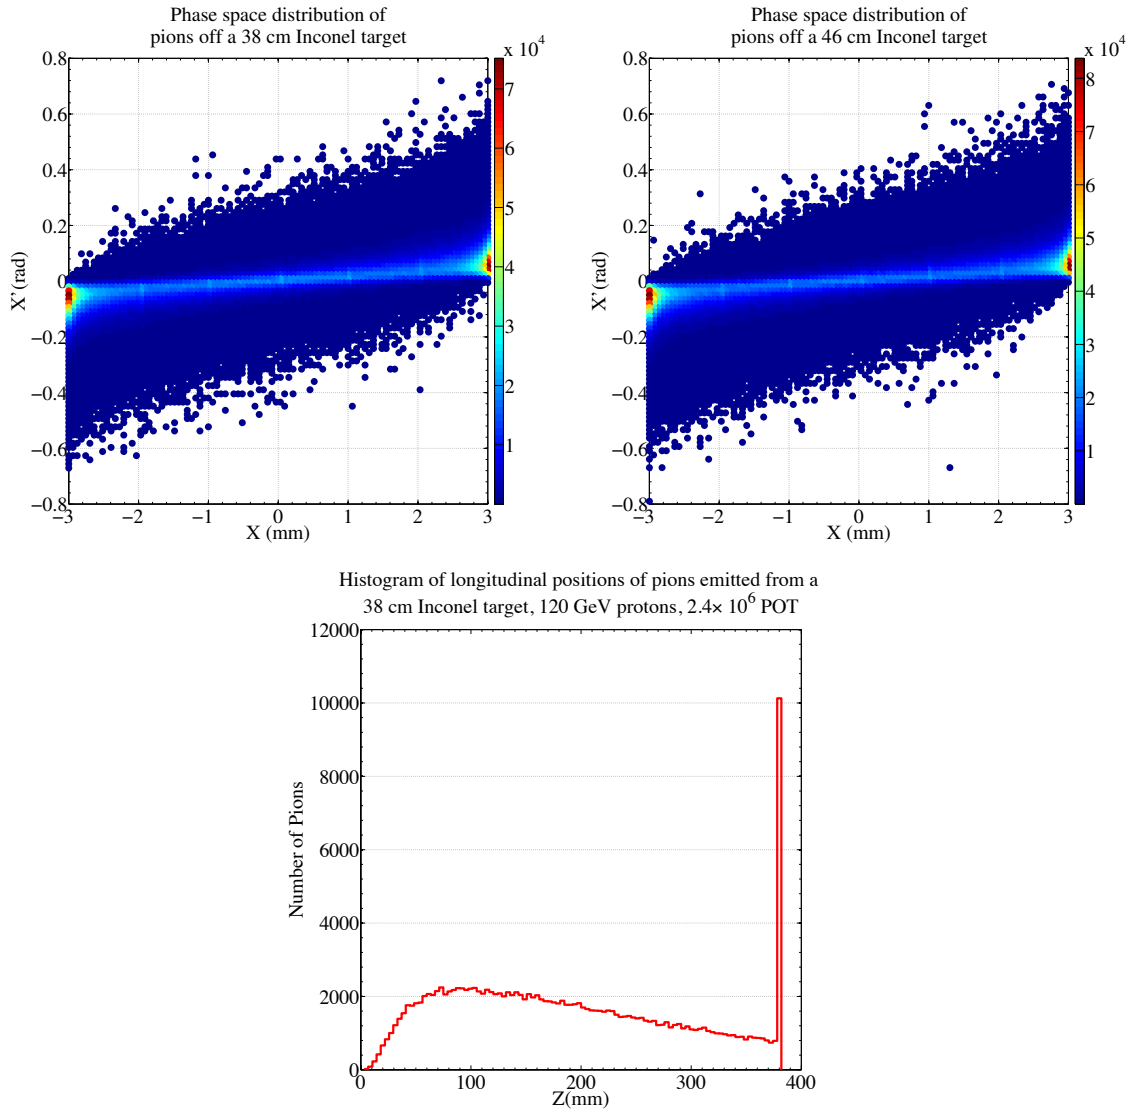 Phase space distribution of
pions off a 38 cm Inconel target
x 10^4
0.8
0.6
0.4
0.2
0
−0.2
−0.4
−0.6
−0.8
X'(rad)
7
6
5
4
3
2
1
−3 −2 −1 0 1 2 3
X (mm)
Phase space distribution of
pions off a 46 cm Inconel target
x 10^4
0.8
0.6
0.4
0.2
0
−0.2
−0.4
−0.6
−0.8
X'(rad)
8
7
6
5
4
3
2
1
−3 −2 −1 0 1 2 3
X (mm)
Histogram of longitudinal positions of pions emitted from a
38 cm Inconel target, 120 GeV protons, 2.4× 10^6 POT
12000
10000
8000
6000
4000
2000
0
Number of Pions
0 100 200 300 400
Z(mm)